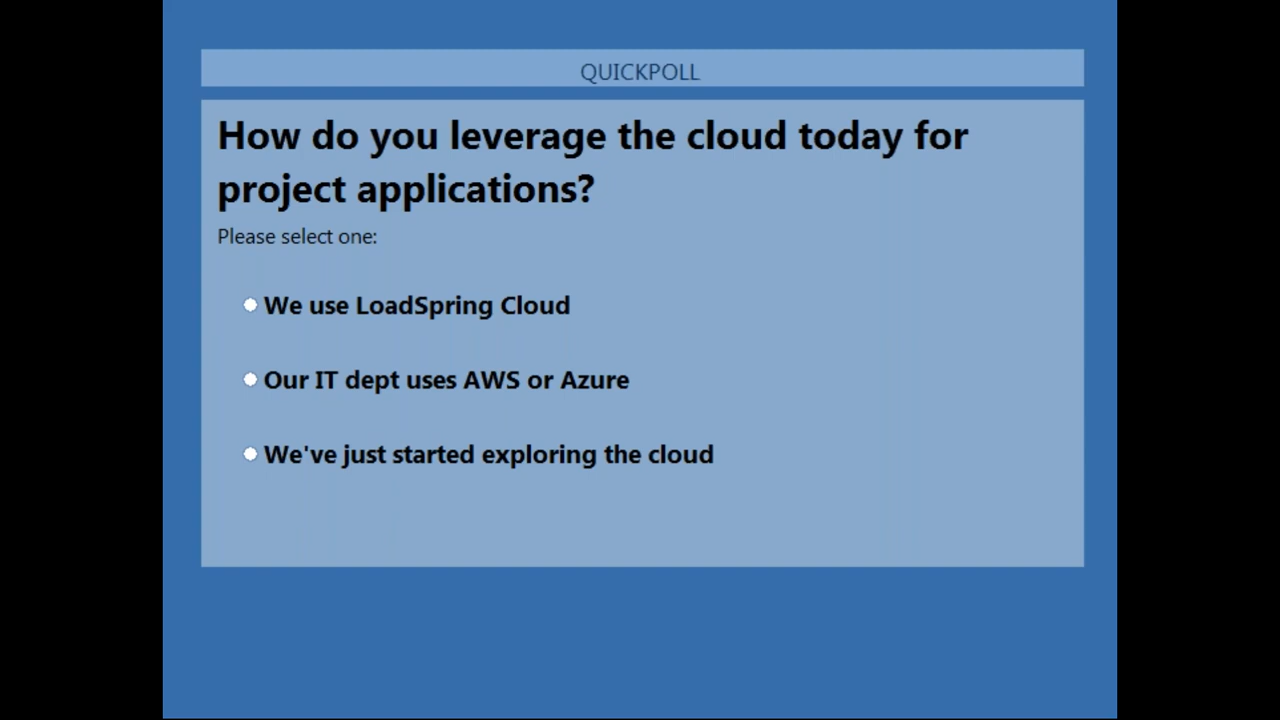 QUICKPOLL
How do you leverage the cloud today for
project applications?
Please select one:
We use LoadSpring Cloud
Our IT dept uses AWS or Azure
We've just started exploring the cloud